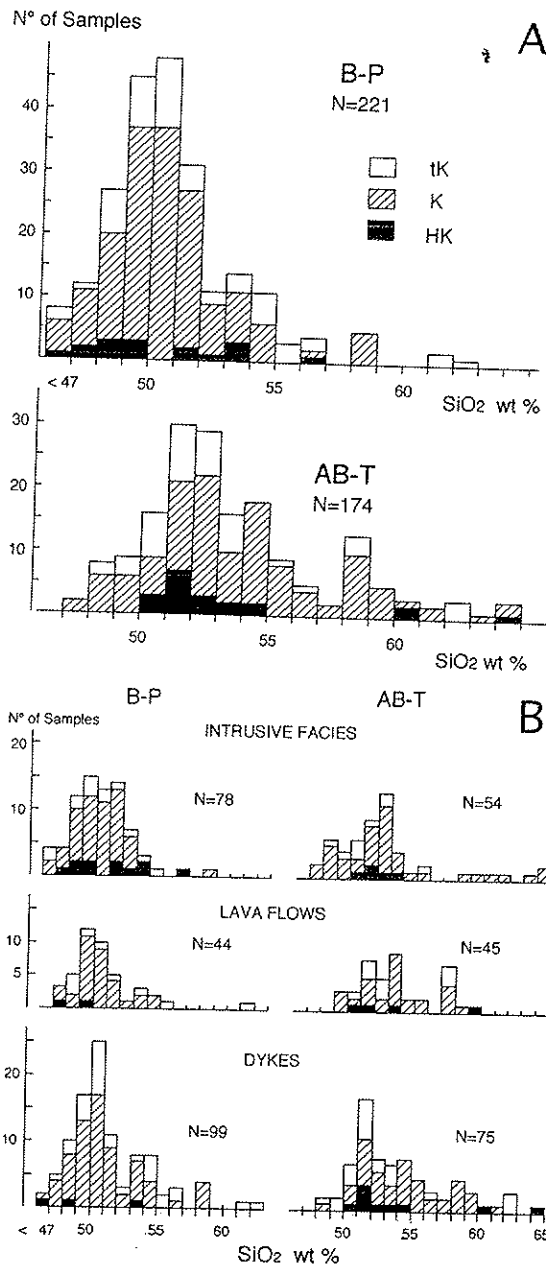 N° of Samples
A
B-P
N=221
tK
K
HK
40
30
20
10
< 47 50 55 60
SiO2 wt %
AB-T
N=174
30
20
10
50 55 60
SiO2 wt %
B
B-P AB-T
N° of Samples
INTRUSIVE FACIES
20
10
N=78 N=54
LAVA FLOWS
10
5
N=44 N=45
DYKES
20
10
N=99 N=75
< 47 50 .55 60 50 55 60 65
SiO2 wt %